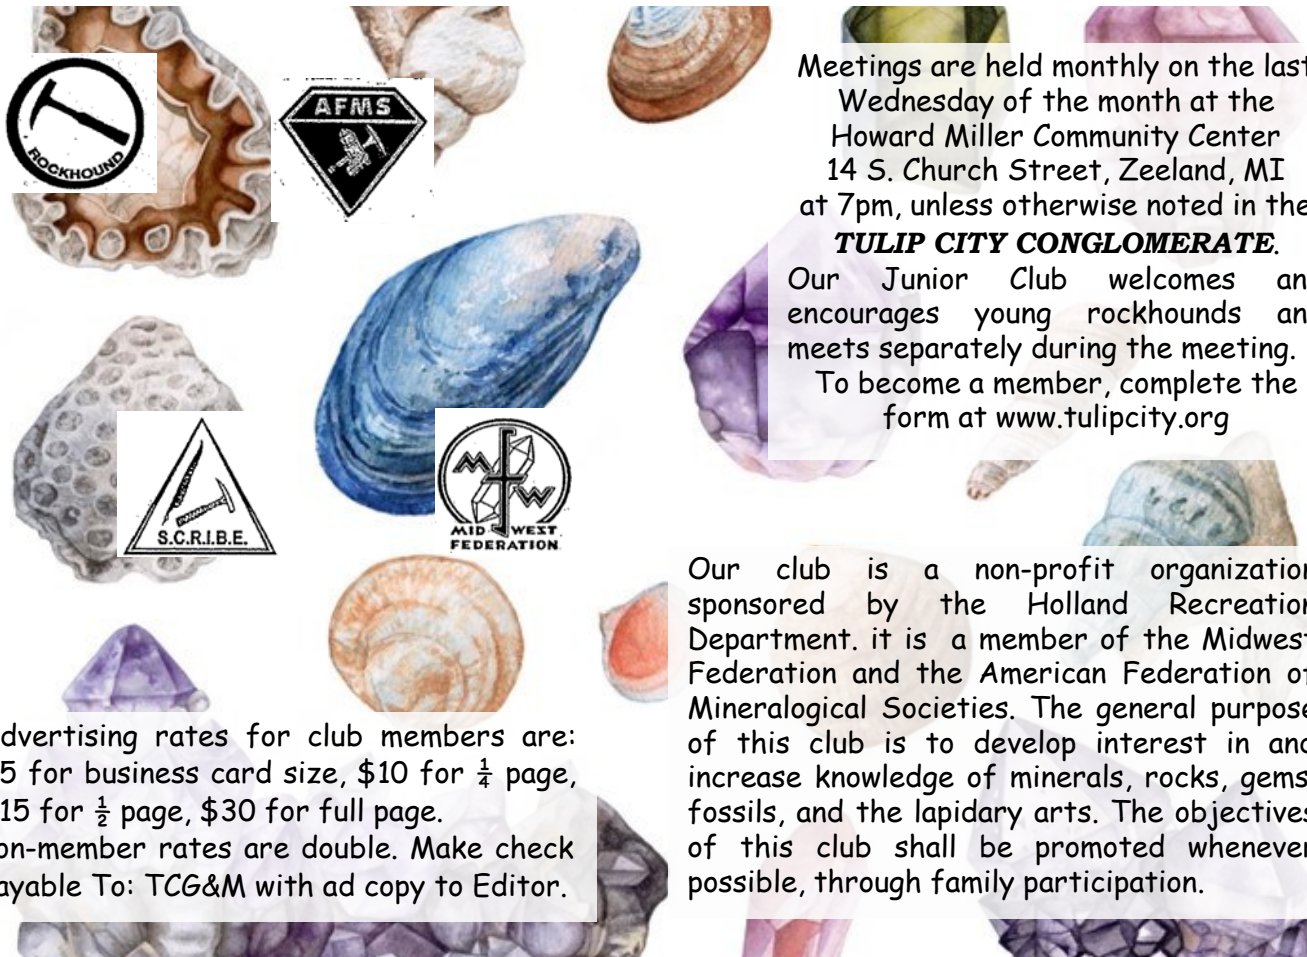 ROCKHOUND
AFMS
S.C.R.I.B.E.
M F W
MID WEST
FEDERATION
Meetings are held monthly on the last
Wednesday of the month at the
Howard Miller Community Center
14 S. Church Street, Zeeland, MI
at 7pm, unless otherwise noted in the
TULIP CITY CONGLOMERATE.
Our Junior Club welcomes an
encourages young rockhounds an
meets separately during the meeting.
To become a member, complete the
form at www.tulipcity.org
Our club is a non-profit organization
sponsored by the Holland Recreation
Department. it is a member of the Midwest
Federation and the American Federation of
Mineralogical Societies. The general purpose
of this club is to develop interest in and
increase knowledge of minerals, rocks, gems,
fossils, and the lapidary arts. The objectives
of this club shall be promoted whenever
possible, through family participation.
dvertising rates for club members are:
5 for business card size, $10 for ¼ page,
15 for ½ page, $30 for full page.
on-member rates are double. Make check
ayable To: TCG&M with ad copy to Editor.